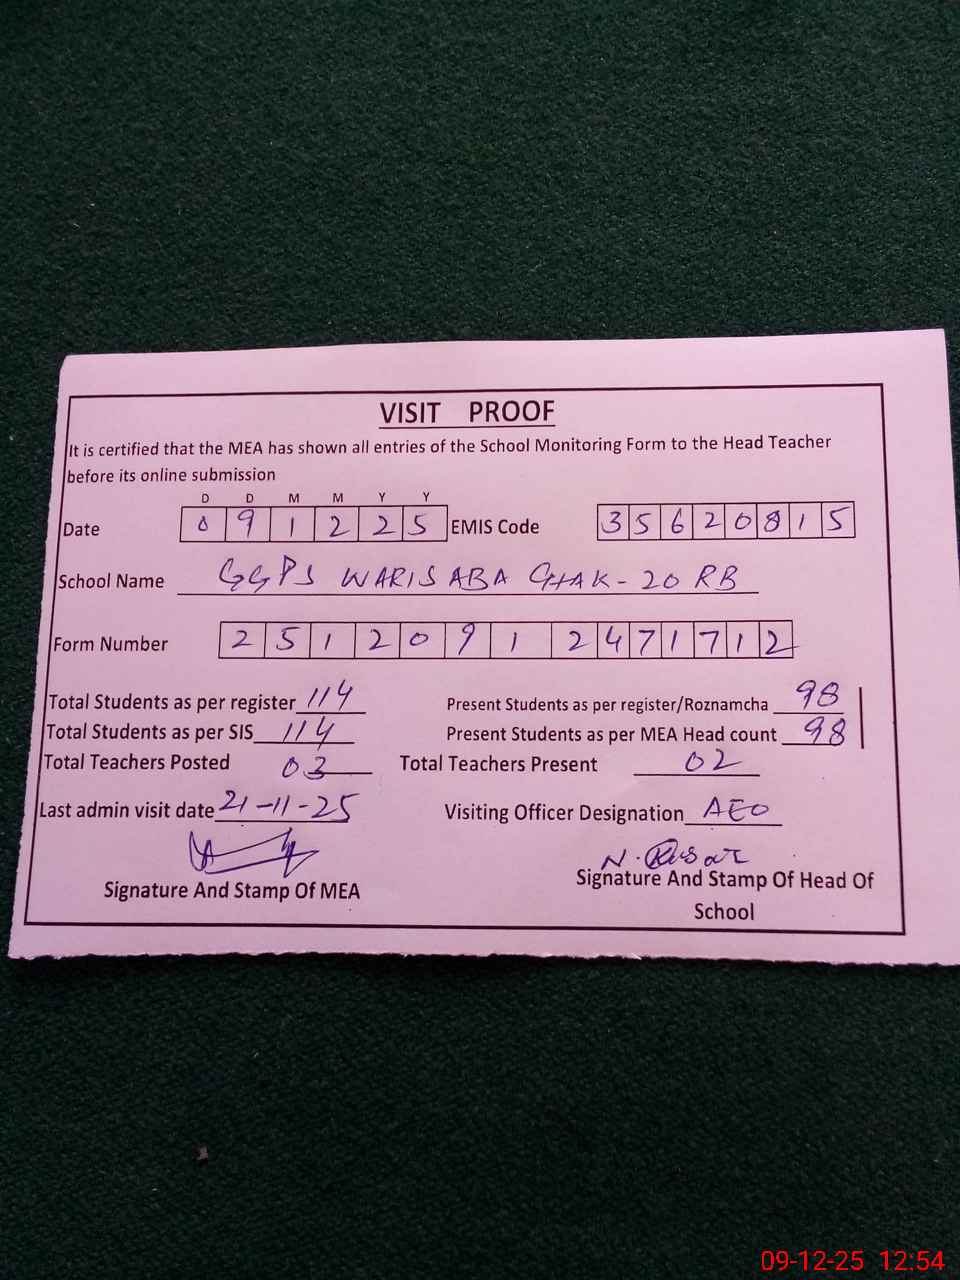 VISIT PROOF
It is certified that the MEA has shown all entries of the School Monitoring Form to the Head Teacher
before its online submission
D D M M Y Y
Date 0 9 1 2 2 5 EMIS Code 3 5 6 2 0 8 1 5
School Name GGPS WARIS ABA CHAK-20 RB
Form Number 2 5 1 2 0 9 1 2 4 7 1 7 1 2
Total Students as per register 114 Present Students as per register/Roznamcha 98
Total Students as per SIS 114 Present Students as per MEA Head count 98
Total Teachers Posted 03 Total Teachers Present 02
Last admin visit date 21-11-25 Visiting Officer Designation AEO
N.
Signature And Stamp Of MEA Signature And Stamp Of Head Of
School
09-12-25 12:54